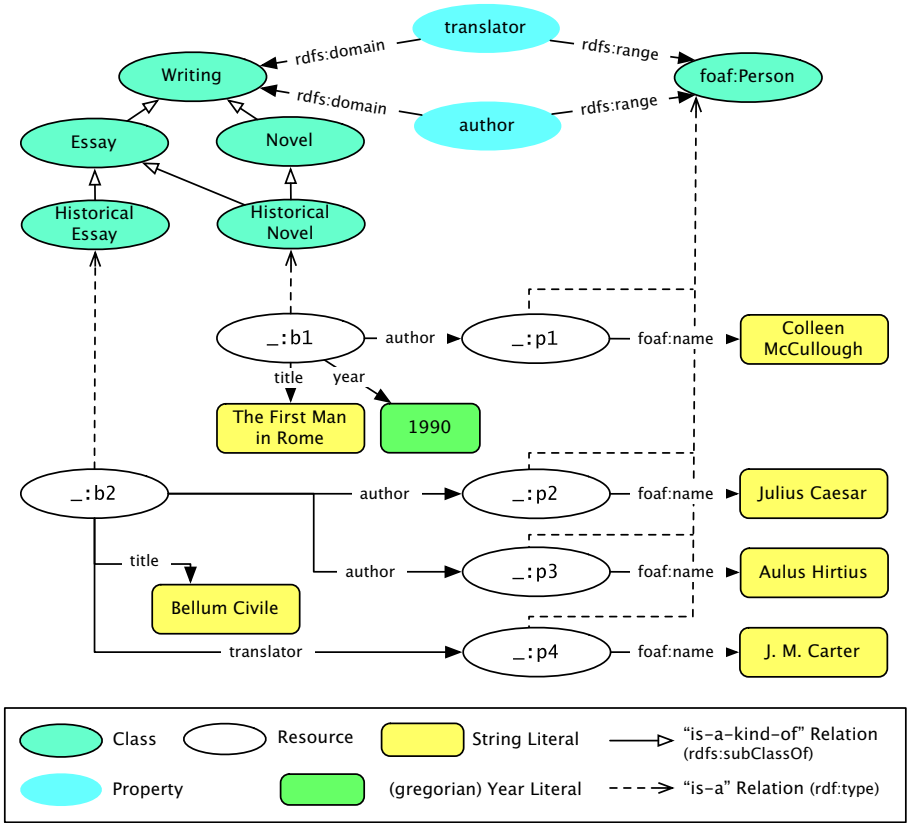 translator
rdfs:domain
rdfs:range
Writing
foaf:Person
rdfs:domain
rdfs:range
author
Essay
Novel
Historical
Essay
Historical
Novel
_:b1
author
_:p1
foaf:name
Colleen
McCullough
title
year
The First Man
in Rome
1990
_:b2
author
_:p2
foaf:name
Julius Caesar
title
author
_:p3
foaf:name
Aulus Hirtius
Bellum Civile
translator
_:p4
foaf:name
J. M. Carter
Class
Resource
String Literal
“is-a-kind-of” Relation
(rdfs:subClassOf)
Property
(gregorian) Year Literal
“is-a” Relation (rdf:type)